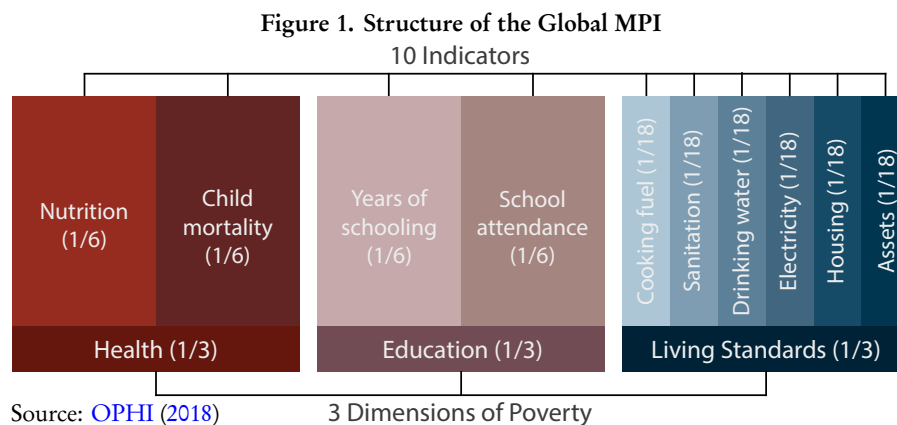 Figure 1. Structure of the Global MPI
10 Indicators
Nutrition
(1/6)
Child
mortality
(1/6)
Years of
schooling
(1/6)
School
attendance
(1/6)
Cooking fuel (1/18)
Sanitation (1/18)
Drinking water (1/18)
Electricity (1/18)
Housing (1/18)
Assets (1/18)
Health (1/3)
Education (1/3)
Living Standards (1/3)
3 Dimensions of Poverty
Source: OPHI (2018)